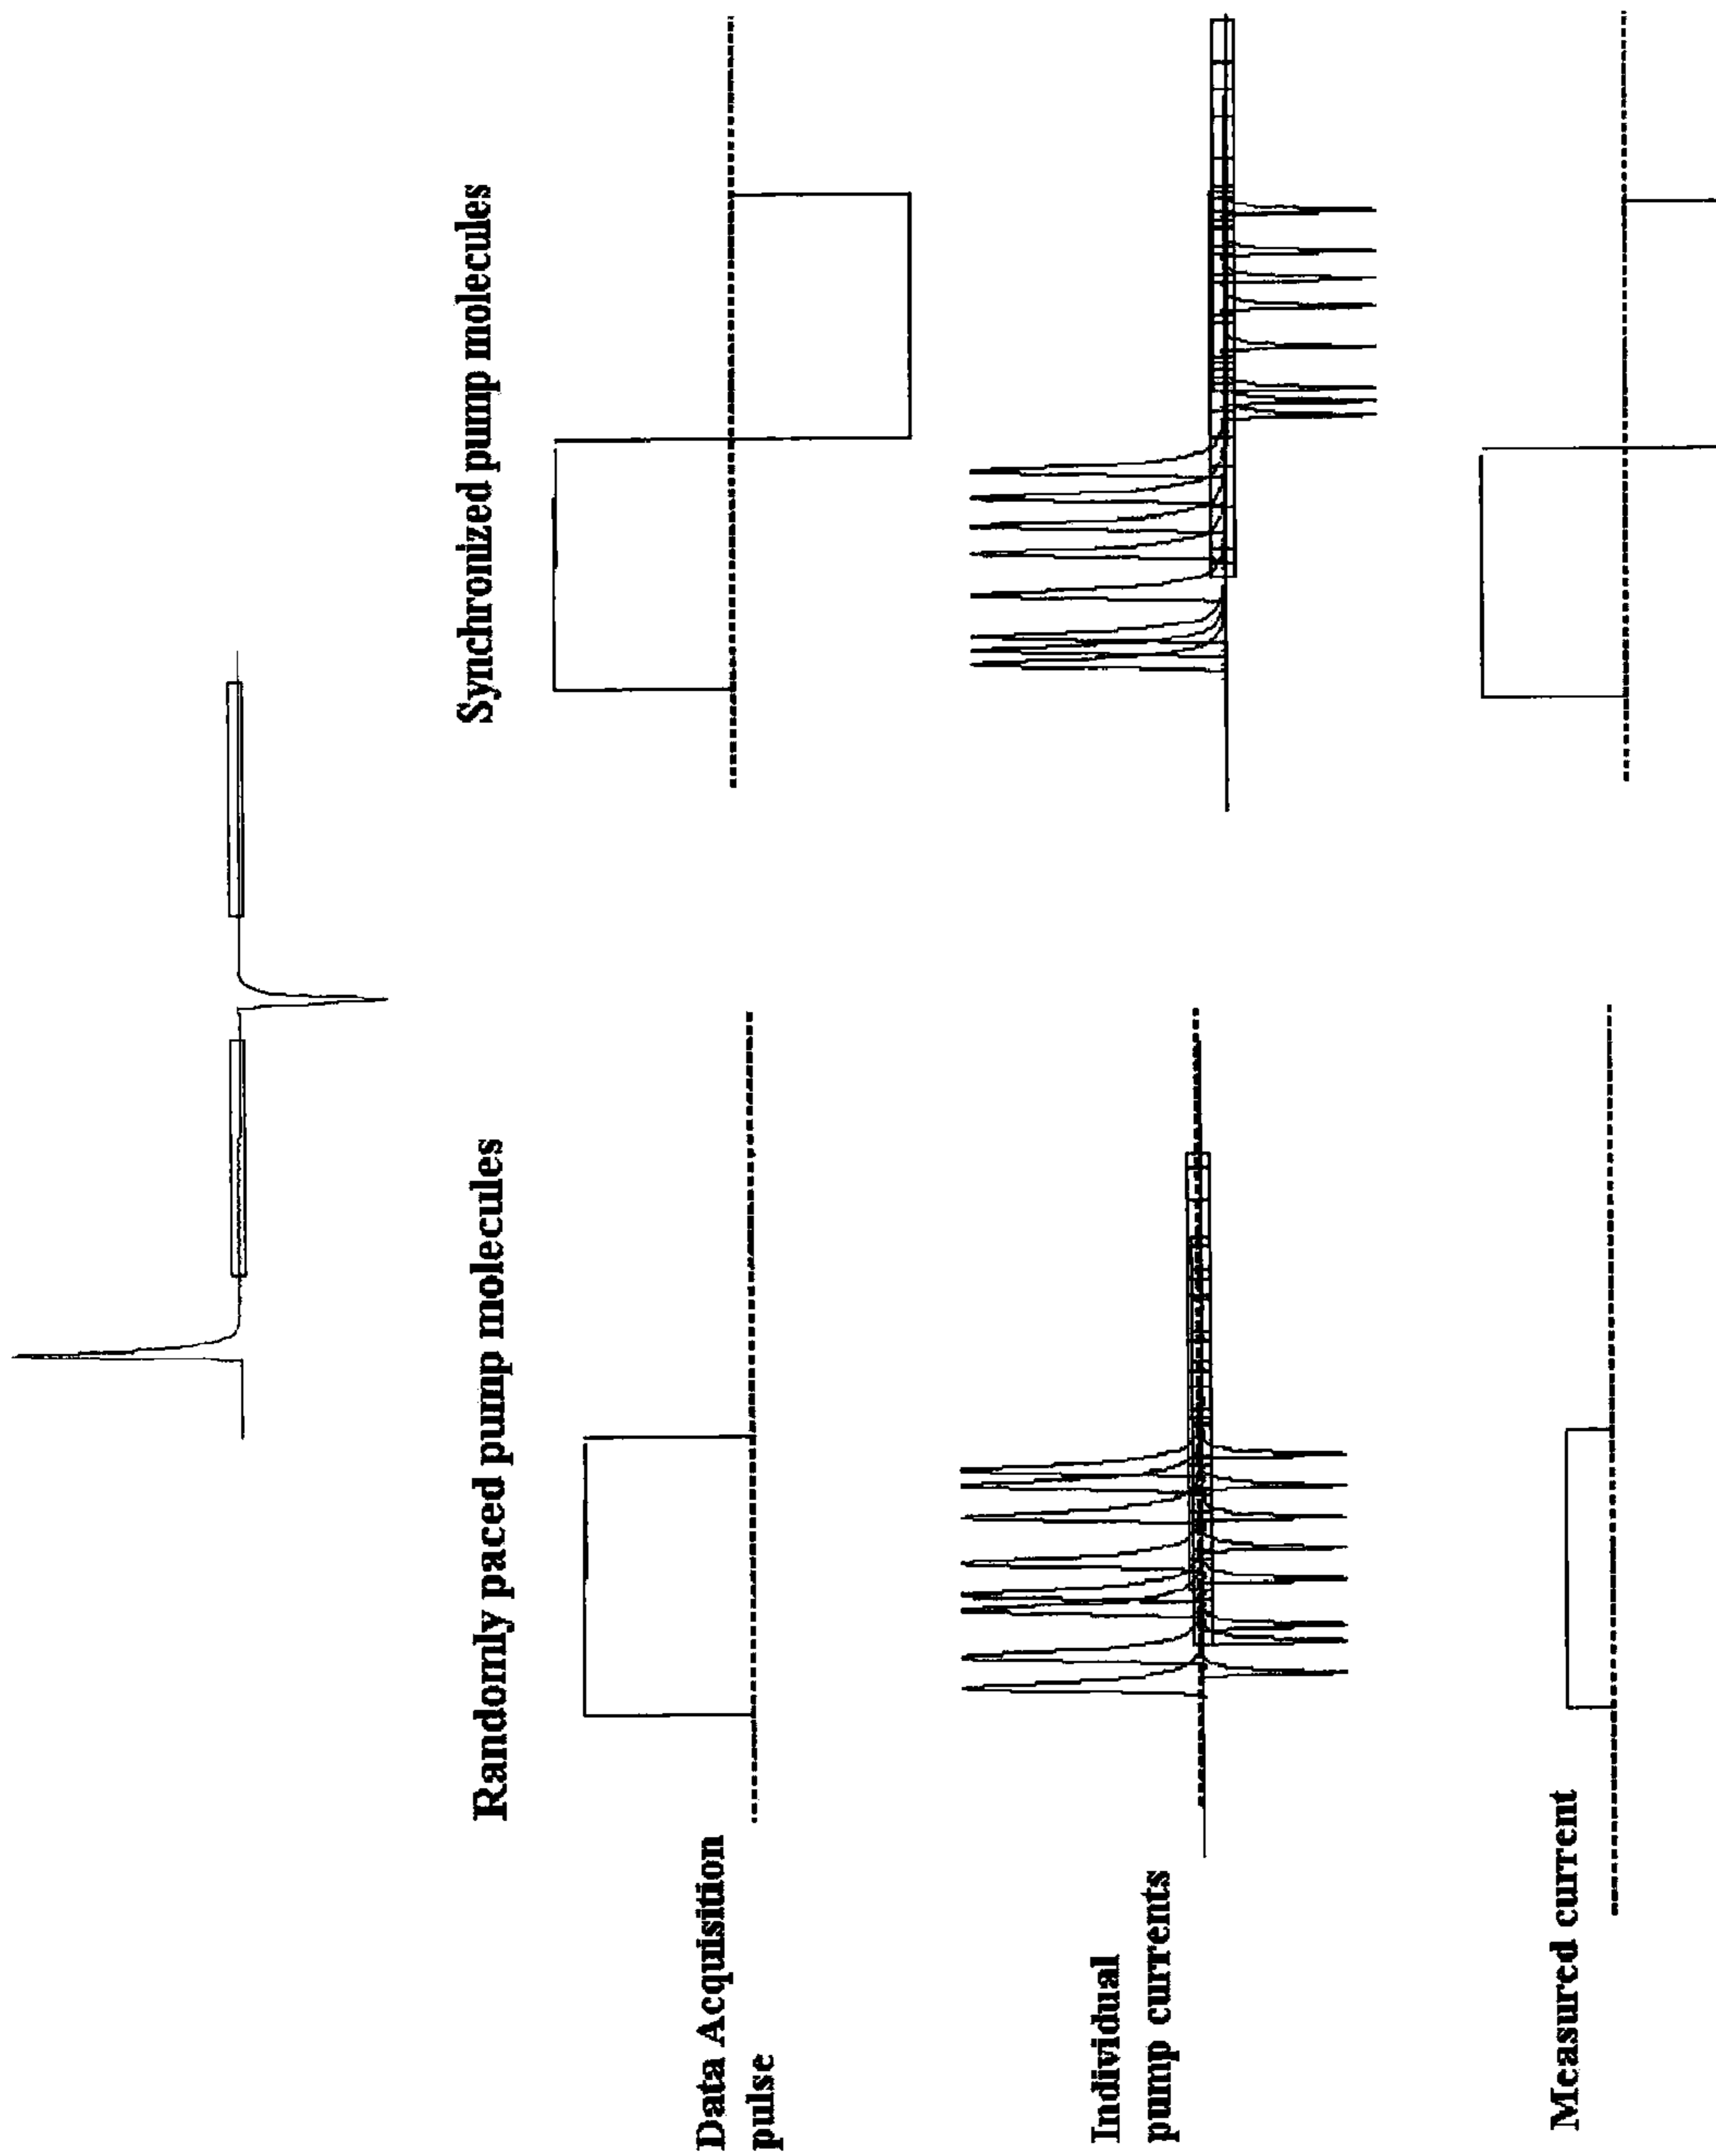 Randomly paced pump molecules
Synchronized pump molecules
Data Acquisition
pulse
Individual
pump currents
Measured current